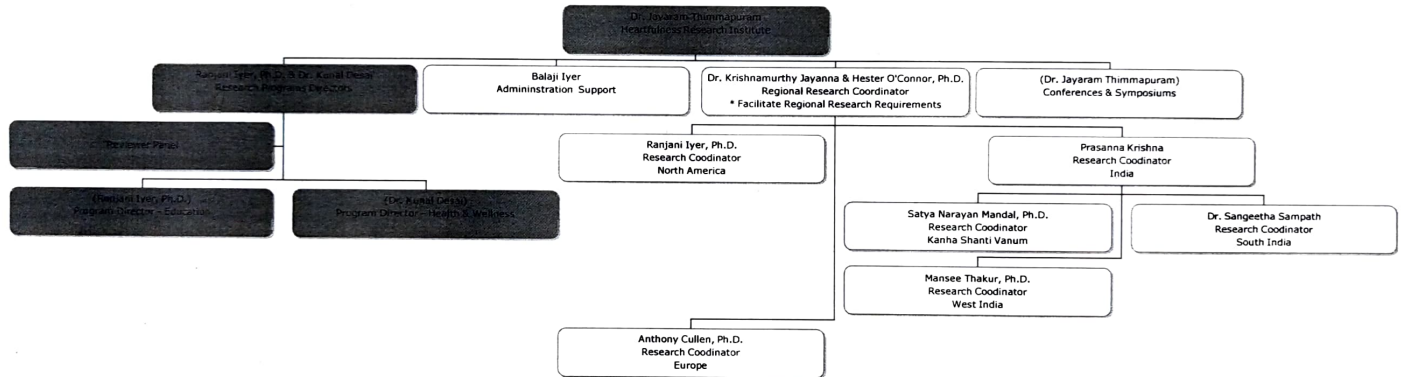 Dr. Jayaram Thimmapuram
Heartfulness Research Institute
Ranjani Iyer, Ph.D. & Dr. Kunal Desai
Research Programs Directors
Balaji Iyer
Admininstration Support
Dr. Krishnamurthy Jayanna & Hester O'Connor, Ph.D.
Regional Research Coordinator
* Facilitate Regional Research Requirements
(Dr. Jayaram Thimmapuram)
Conferences & Symposiums
Reviewer Panel
(Ranjani Iyer, Ph.D.)
Program Director - Education
(Dr. Kunal Desai)
Program Director - Health & Wellness
Ranjani Iyer, Ph.D.
Research Coodinator
North America
Prasanna Krishna
Research Coodinator
India
Satya Narayan Mandal, Ph.D.
Research Coodinator
Kanha Shanti Vanum
Dr. Sangeetha Sampath
Research Coodinator
South India
Mansee Thakur, Ph.D.
Research Coodinator
West India
Anthony Cullen, Ph.D.
Research Coodinator
Europe